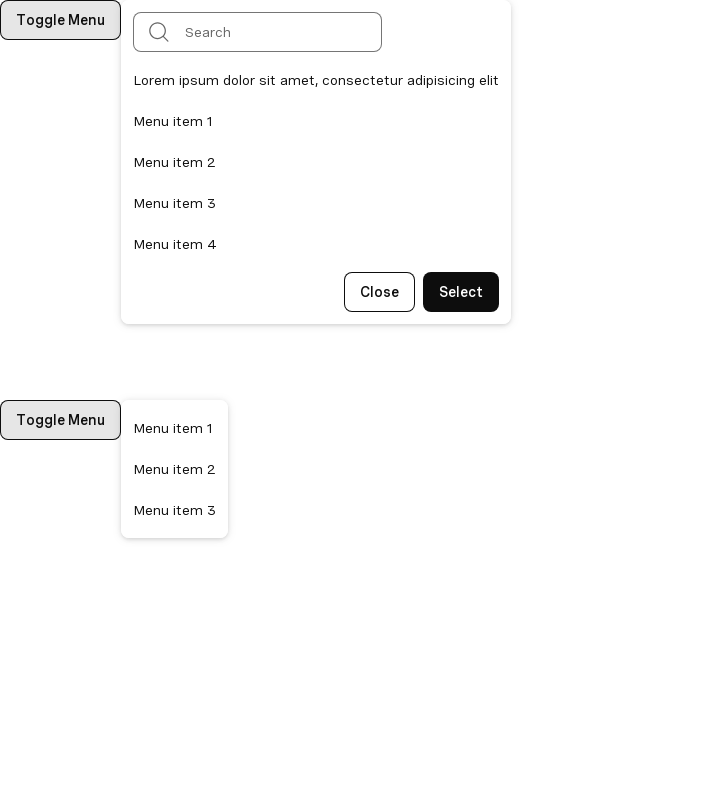 Toggle Menu
Search
Lorem ipsum dolor sit amet, consectetur adipisicing elit
Menu item 1
Menu item 2
Menu item 3
Menu item 4
Close
Select
Toggle Menu
Menu item 1
Menu item 2
Menu item 3